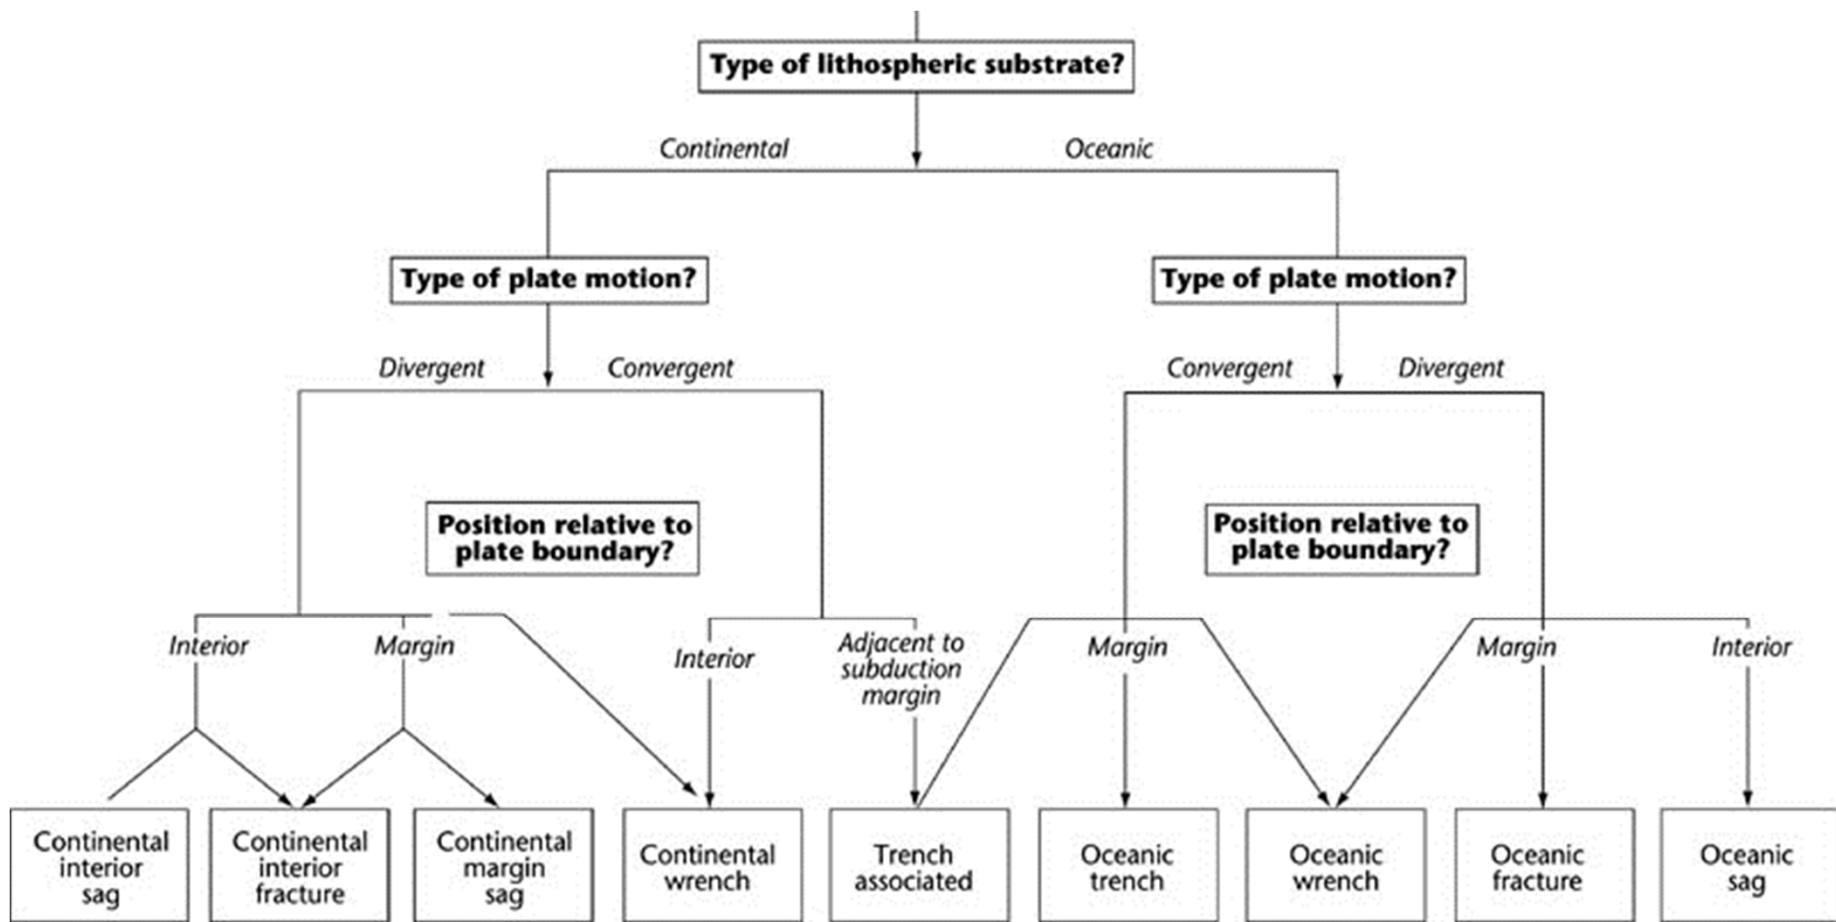 Type of lithospheric substrate?
Continental
Oceanic
Type of plate motion?
Type of plate motion?
Divergent
Convergent
Convergent
Divergent
Position relative to
plate boundary?
Position relative to
plate boundary?
Interior
Margin
Interior
Adjacent to
subduction
margin
Margin
Margin
Interior
Continental
interior
sag
Continental
interior
fracture
Continental
margin
sag
Continental
wrench
Trench
associated
Oceanic
trench
Oceanic
wrench
Oceanic
fracture
Oceanic
sag